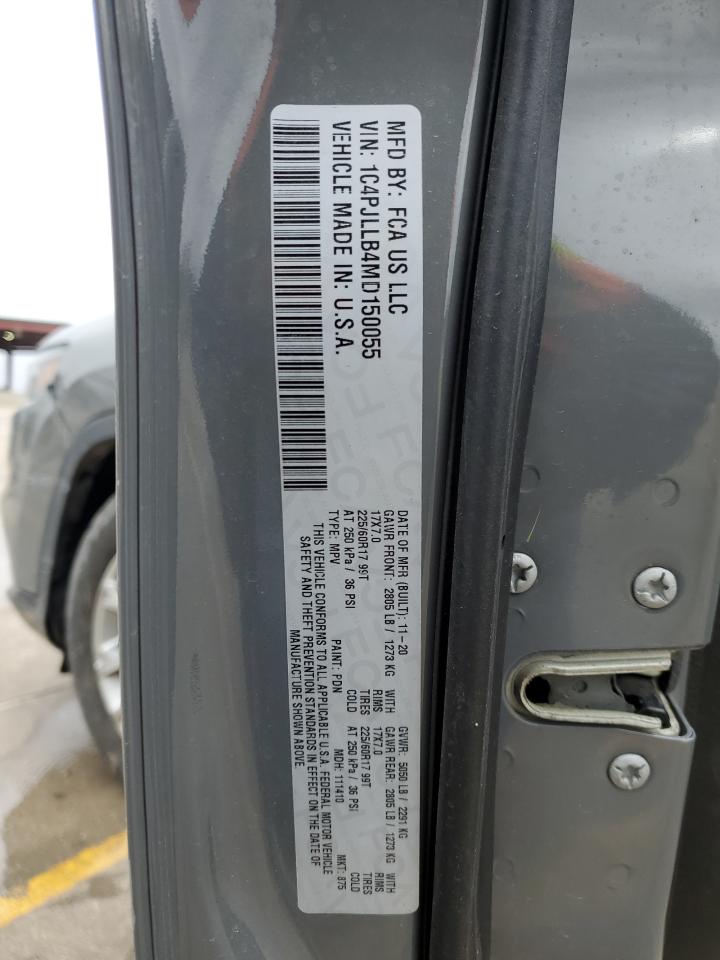 MFD BY: FCA US LLC
VIN: 1C4PJLLB4MD150055
VEHICLE MADE IN: U.S.A.
DATE OF MFR (BUILT): 11-20 GVWR: 5050 LB / 2291 KG
GAWR FRONT: 2805 LB / 1273 KG WITH GAWR REAR: 2805 LB / 1273 KG WITH
17X7.0 RIMS 17X7.0 RIMS
225/60R17 99T TIRES 225/60R17 99T TIRES
AT 250 kPa / 36 PSI COLD AT 250 kPa / 36 PSI COLD
TYPE: MPV PAINT: PDN MDH: 111410 MKT: 875
THIS VEHICLE CONFORMS TO ALL APPLICABLE U.S.A. FEDERAL MOTOR VEHICLE
SAFETY AND THEFT PREVENTION STANDARDS IN EFFECT ON THE DATE OF
MANUFACTURE SHOWN ABOVE.